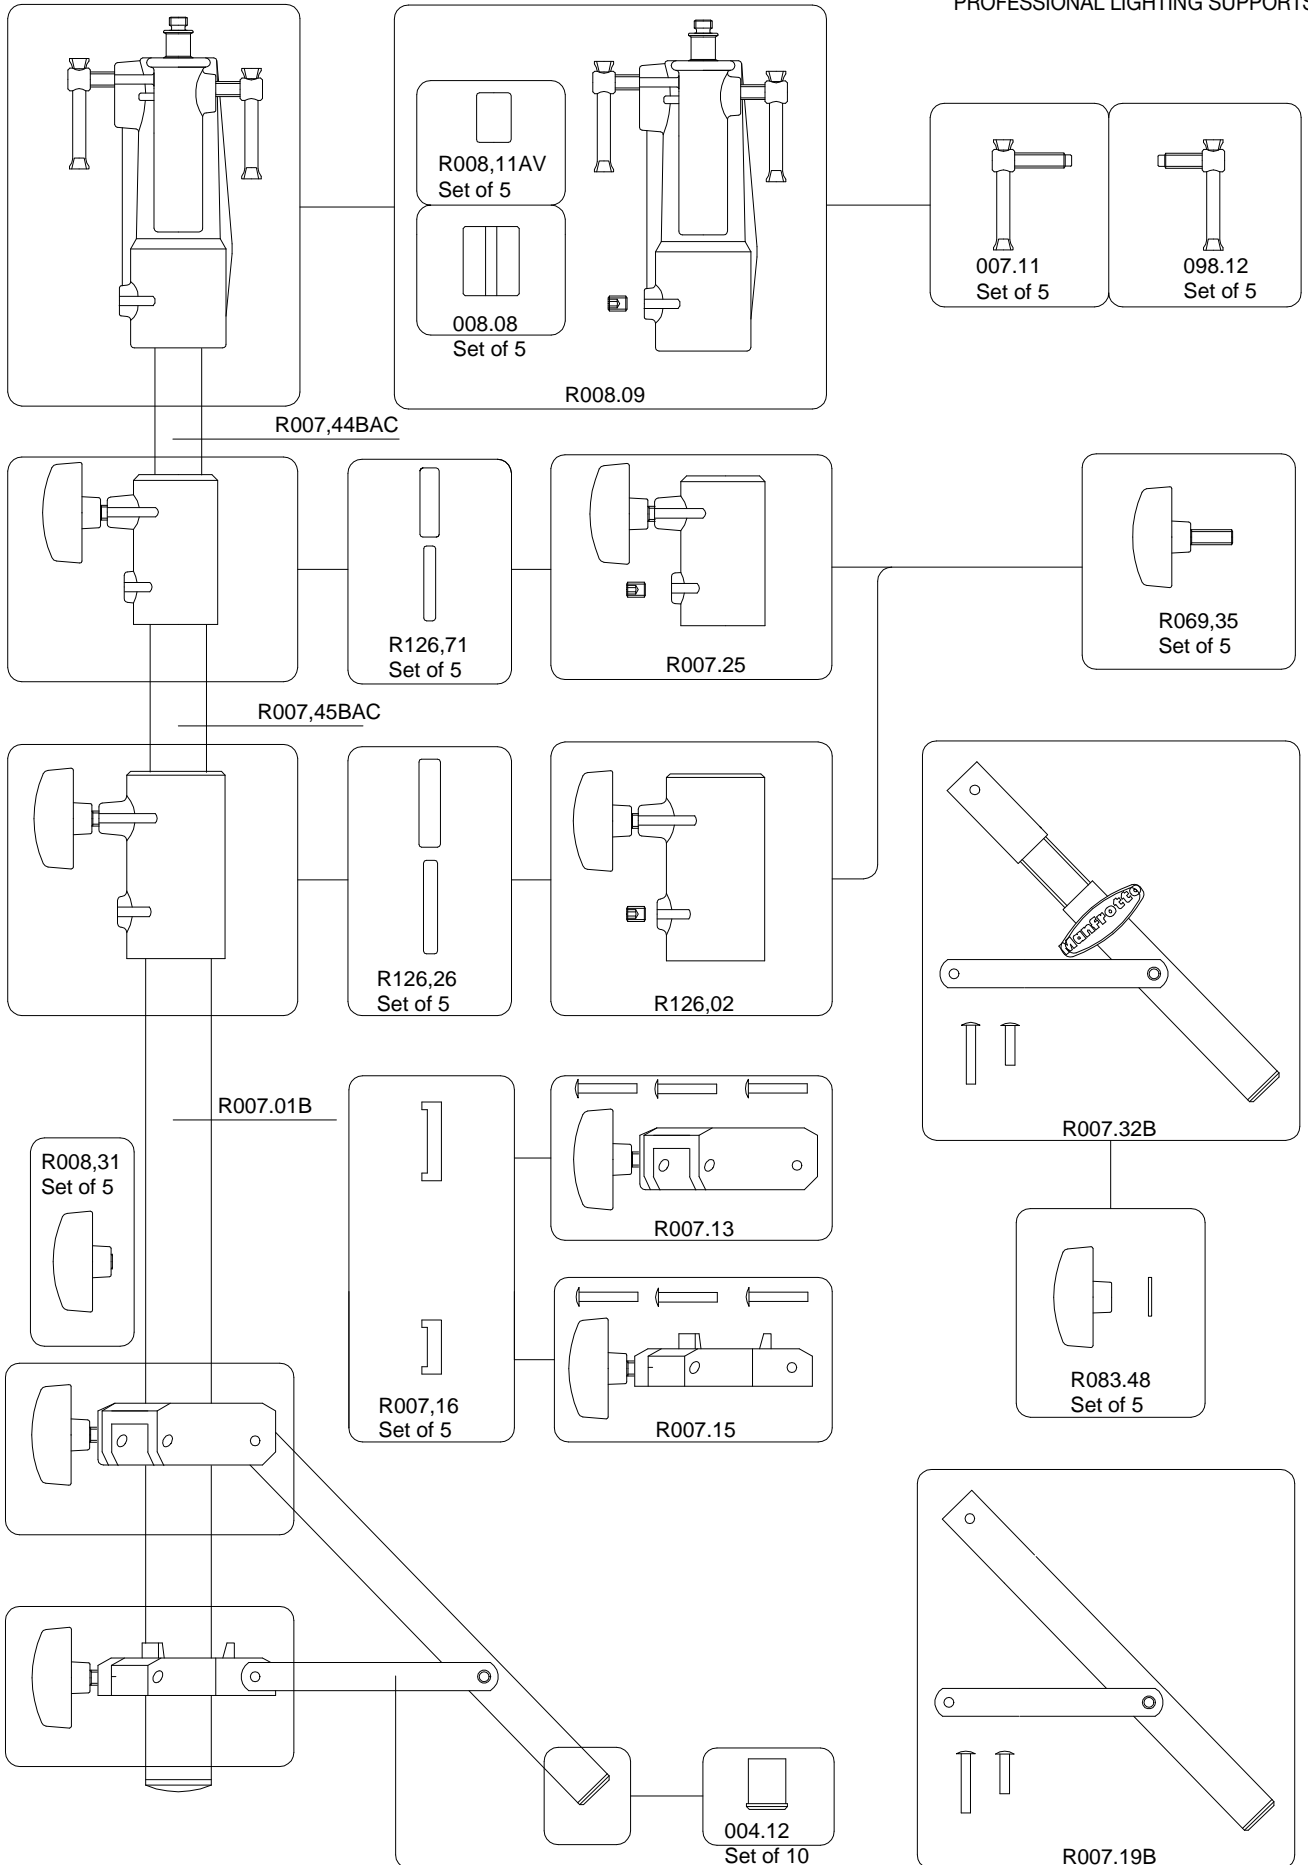 PROFESSIONAL LIGHTING SUPPORTS
R008,11AV
Set of 5
008.08
Set of 5
R008.09
007.11
Set of 5
098.12
Set of 5
R007,44BAC
R126,71
Set of 5
R007.25
R069,35
Set of 5
R007,45BAC
R126,26
Set of 5
R126,02
Manfrotto
R007.32B
R007.01B
R008,31
Set of 5
R007.13
R007,16
Set of 5
R007.15
R083.48
Set of 5
004.12
Set of 10
R007.19B